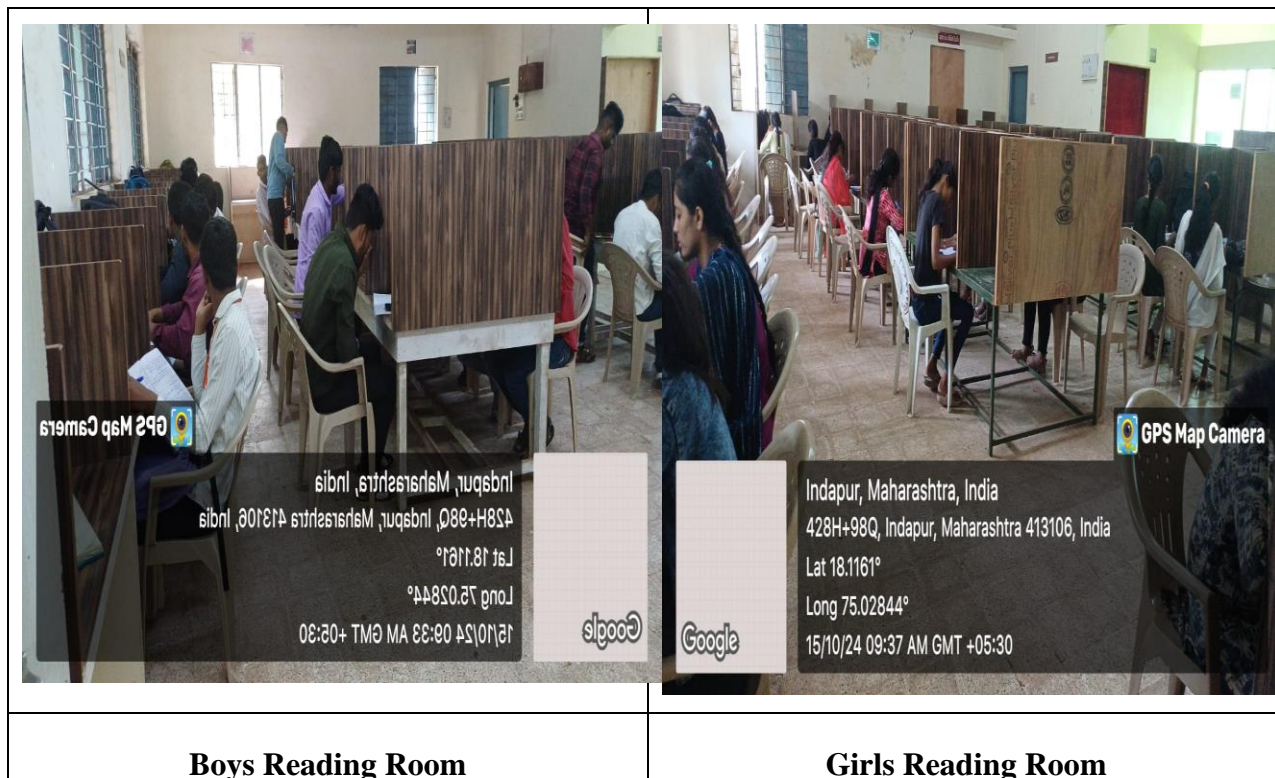 GPS Map Camera
Indapur, Maharashtra, India
428H+98Q, Indapur, Maharashtra 413106, India
Lat 18.1161°
Long 75.02844°
15/10/24 09:33 AM GMT +05:30
Google
GPS Map Camera
Indapur, Maharashtra, India
428H+98Q, Indapur, Maharashtra 413106, India
Lat 18.1161°
Long 75.02844°
15/10/24 09:37 AM GMT +05:30
Google
Boys Reading Room
Girls Reading Room